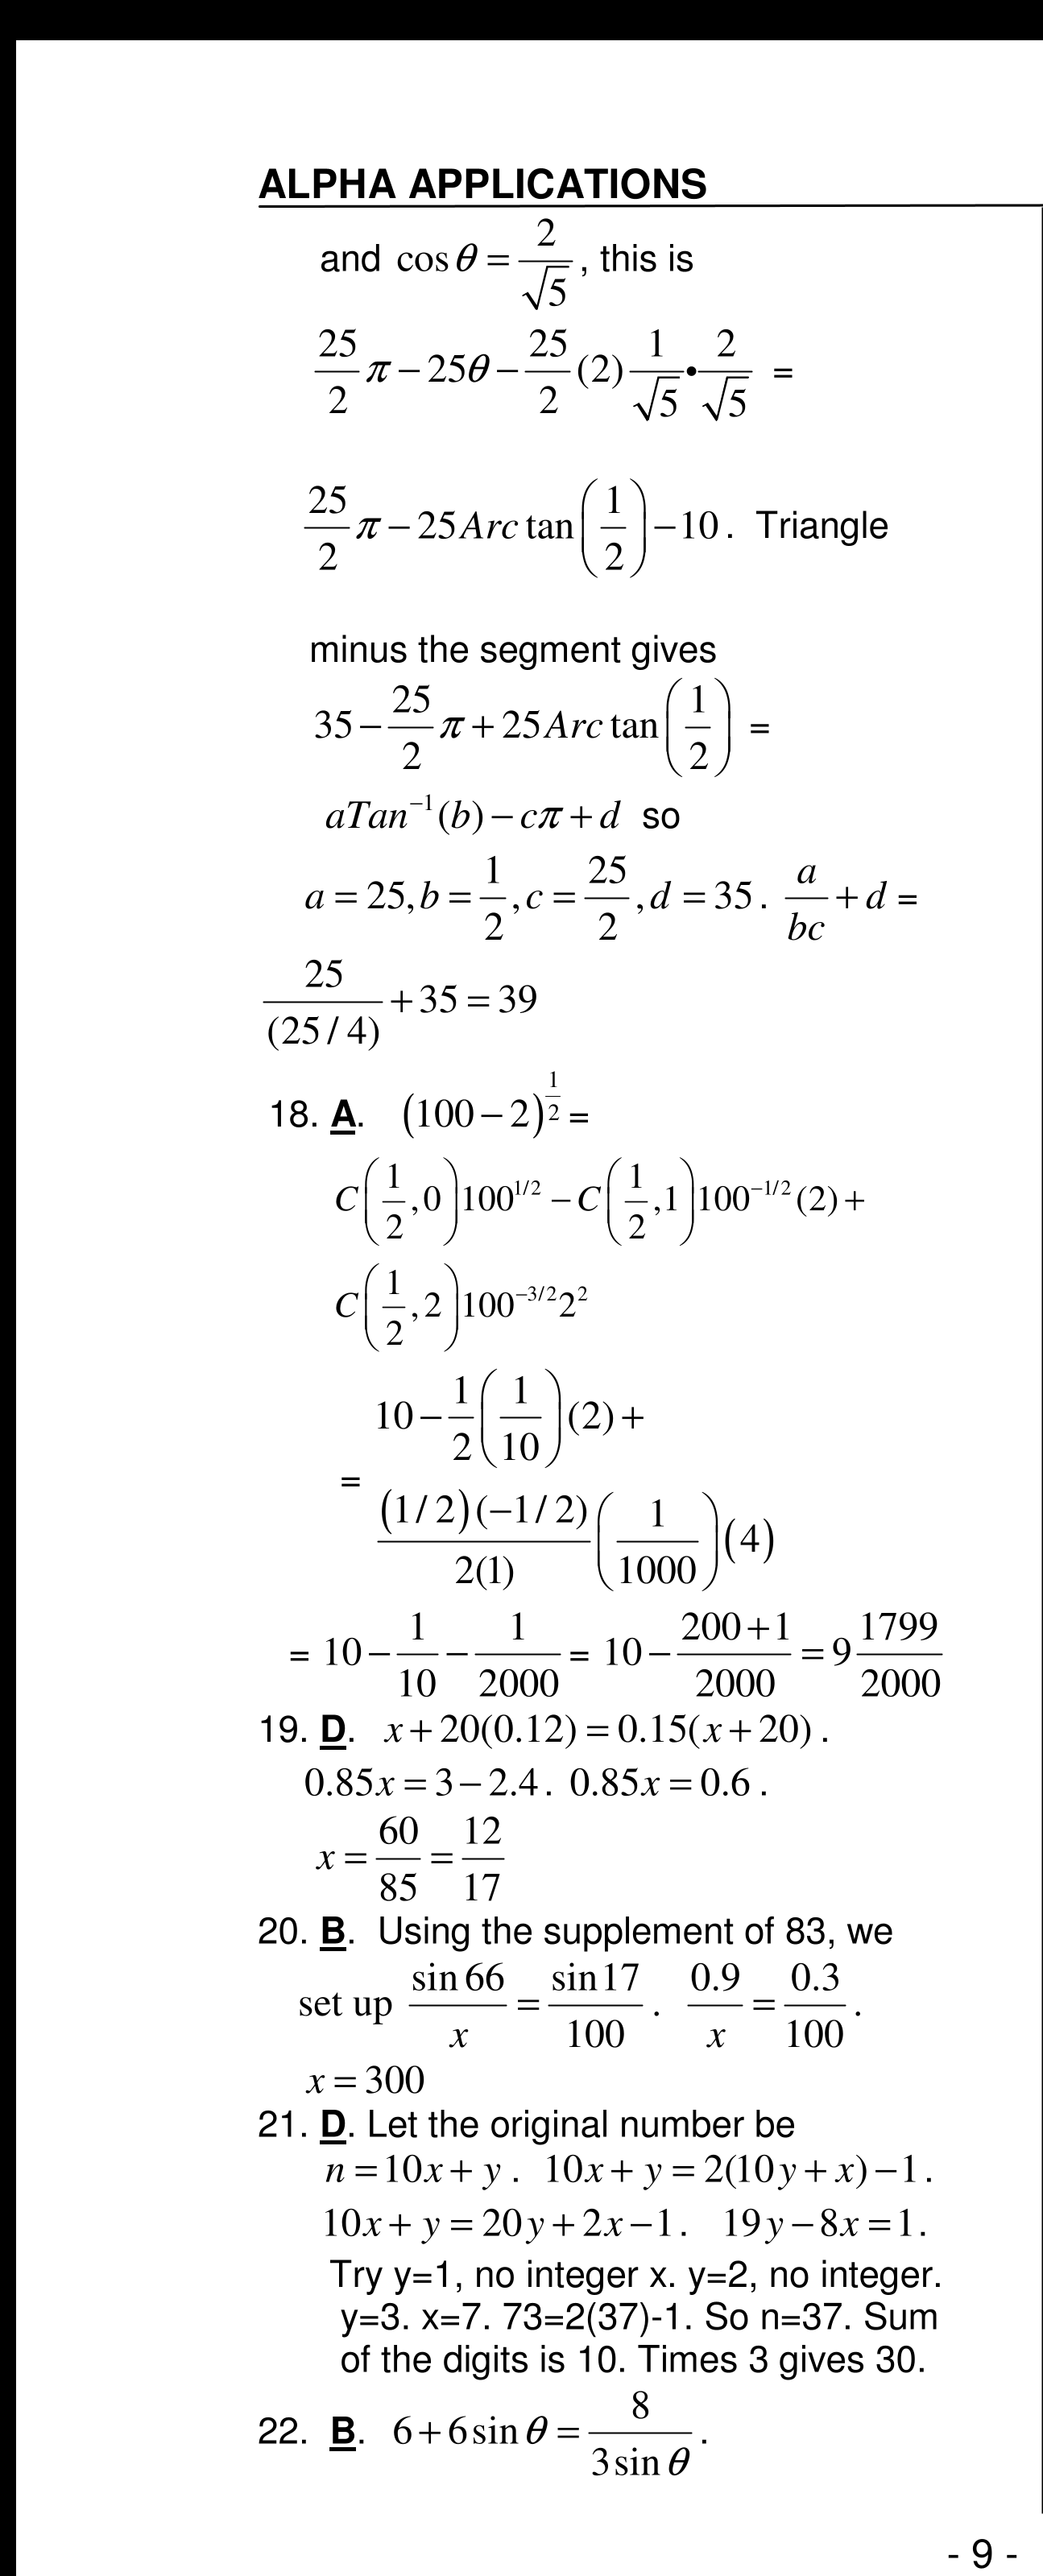 ALPHA APPLICATIONS
and cos θ = 2/√5, this is
25/2 π − 25θ − 25/2 (2) 1/√5 • 2/√5 =
25/2 π − 25Arc tan(1/2) − 10. Triangle
minus the segment gives
35 − 25/2 π + 25Arc tan(1/2) =
aTan⁻¹(b) − cπ + d so
a = 25, b = 1/2, c = 25/2, d = 35. a/bc + d =
25/(25/4) + 35 = 39
18. A. (100 − 2)^(1/2) =
C(1/2, 0)100^(1/2) − C(1/2, 1)100^(−1/2)(2) +
C(1/2, 2)100^(−3/2)2²
10 − 1/2 (1/10)(2) +
= (1/2)(−1/2)/2(1) (1/1000)(4)
= 10 − 1/10 − 1/2000 = 10 − (200+1)/2000 = 9 1799/2000
19. D. x + 20(0.12) = 0.15(x + 20).
0.85x = 3 − 2.4. 0.85x = 0.6.
x = 60/85 = 12/17
20. B. Using the supplement of 83, we
set up sin 66/x = sin 17/100. 0.9/x = 0.3/100.
x = 300
21. D. Let the original number be
n = 10x + y. 10x + y = 2(10y + x) − 1.
10x + y = 20y + 2x − 1. 19y − 8x = 1.
Try y=1, no integer x. y=2, no integer.
y=3. x=7. 73=2(37)-1. So n=37. Sum
of the digits is 10. Times 3 gives 30.
22. B. 6 + 6 sin θ = 8/(3 sin θ).
- 9 -